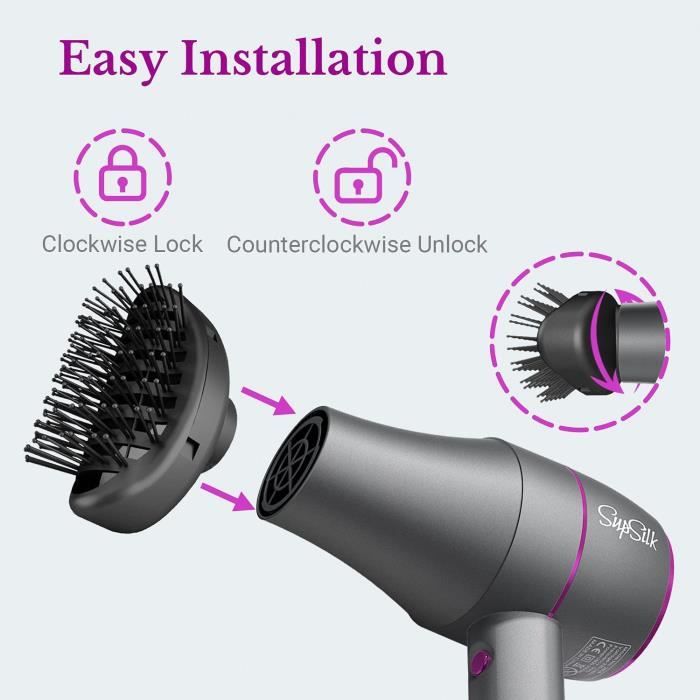 Easy Installation
Clockwise Lock
Counterclockwise Unlock
SupSilk